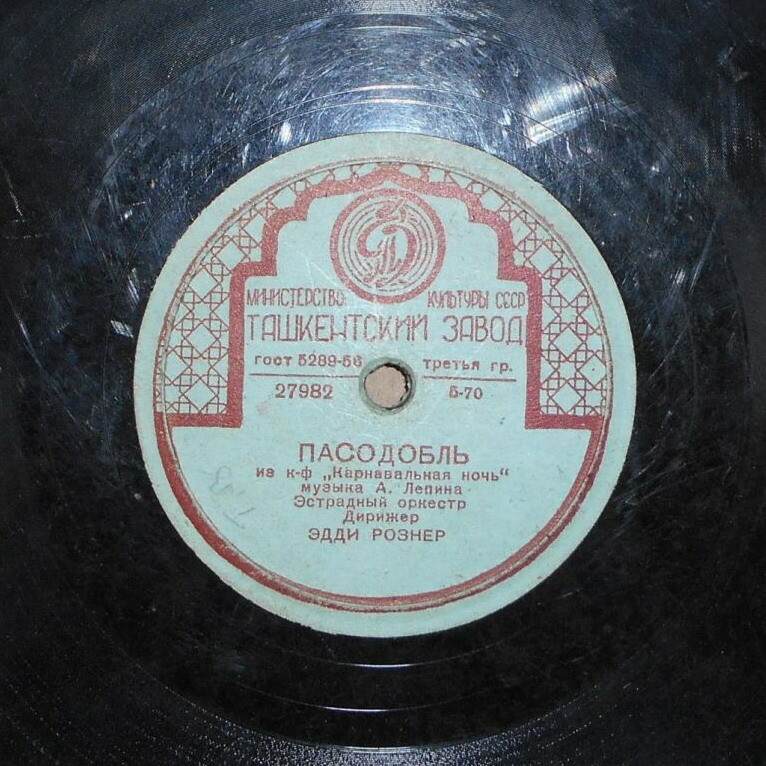 МИНИСТЕРСТВО КУЛЬТУРЫ СССР
ТАШКЕНТСКИЙ ЗАВОД
гост 5289-56 третья гр.
27982 5-70
ПАСОДОБЛЬ
из к-ф „Карнавальная ночь“
музыка А. Лепина
Эстрадный оркестр
Дирижер
ЭДДИ РОЗНЕР